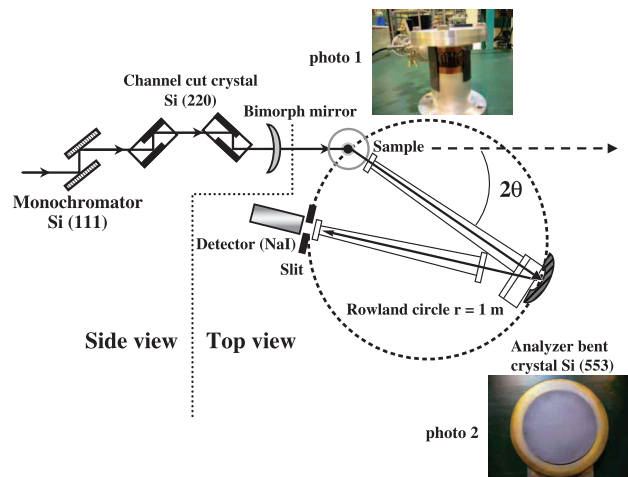 photo 1
Channel cut crystal
Si (220)
Bimorph mirror
Sample
Monochromator
Si (111)
2θ
Detector (NaI)
Slit
Rowland circle r = 1 m
Side view
Top view
Analyzer bent
crystal Si (553)
photo 2